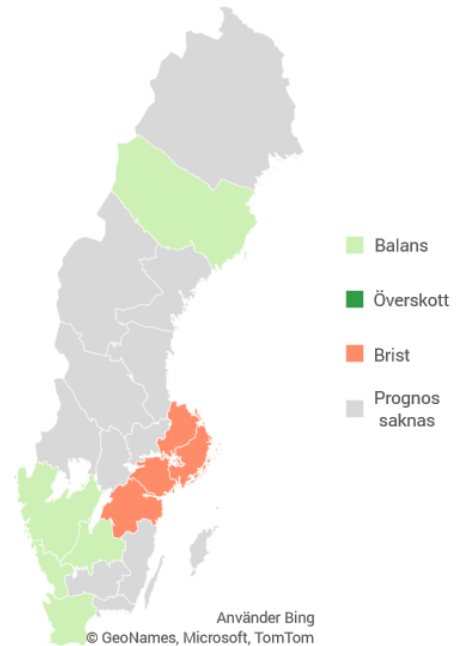 Balans
Överskott
Brist
Prognos
saknas
Använder Bing
© GeoNames, Microsoft, TomTom